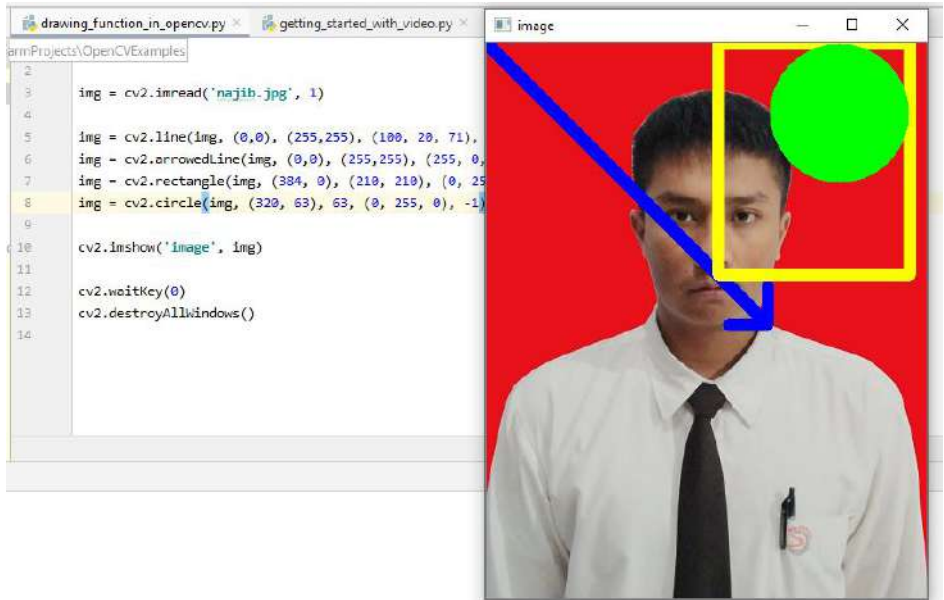 drawing_function_in_opencv.py × getting_started_with_video.py × image
armProjects\OpenCVExamples
2
3 img = cv2.imread('najib.jpg', 1)
4
5 img = cv2.line(img, (0,0), (255,255), (100, 20, 71),
6 img = cv2.arrowedLine(img, (0,0), (255,255), (255, 0,
7 img = cv2.rectangle(img, (384, 0), (210, 210), (0, 25
8 img = cv2.circle(img, (320, 63), 63, (0, 255, 0), -1)
9
10 cv2.imshow('image', img)
11
12 cv2.waitKey(0)
13 cv2.destroyAllWindows()
14